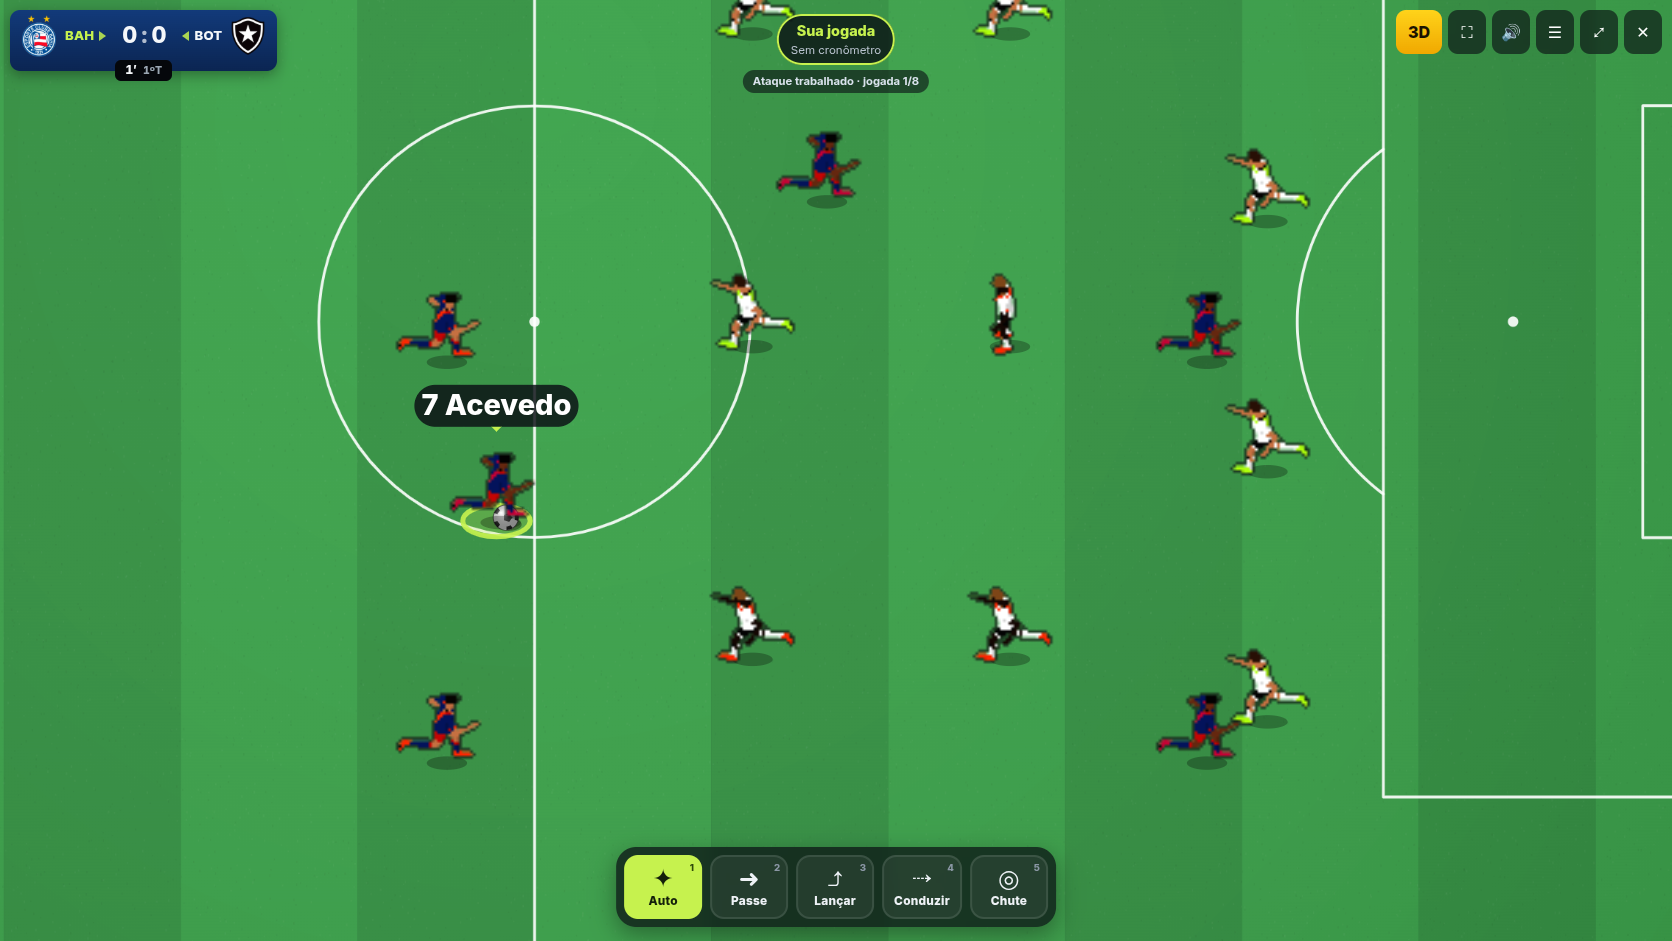 BAH 0:0 BOT
1' 1ºT
Sua jogada
Sem cronômetro
Ataque trabalhado · jogada 1/8
3D
7 Acevedo
1 Auto
2 Passe
3 Lançar
4 Conduzir
5 Chute